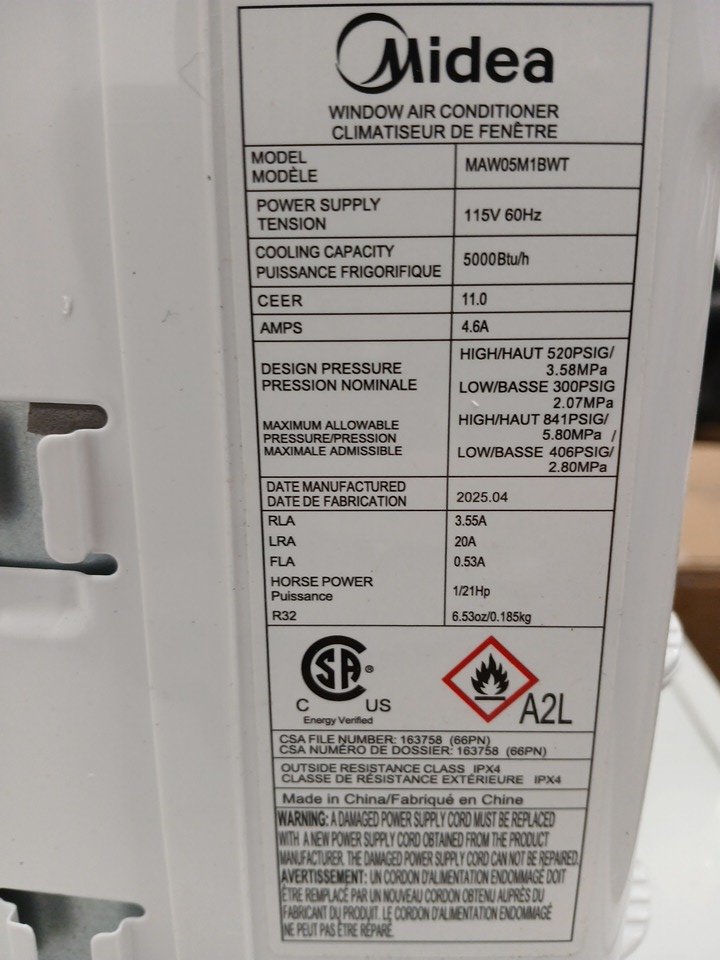 Midea
WINDOW AIR CONDITIONER
CLIMATISEUR DE FENÊTRE
MODEL
MODÈLE
MAW05M1BWT
POWER SUPPLY
TENSION
115V 60Hz
COOLING CAPACITY
PUISSANCE FRIGORIFIQUE
5000Btu/h
CEER
11.0
AMPS
4.6A
DESIGN PRESSURE
PRESSION NOMINALE
HIGH/HAUT 520PSIG/
3.58MPa
LOW/BASSE 300PSIG
2.07MPa
MAXIMUM ALLOWABLE
PRESSURE/PRESSION
MAXIMALE ADMISSIBLE
HIGH/HAUT 841PSIG/
5.80MPa /
LOW/BASSE 406PSIG/
2.80MPa
DATE MANUFACTURED
DATE DE FABRICATION
2025.04
RLA
3.55A
LRA
20A
FLA
0.53A
HORSE POWER
Puissance
1/21Hp
R32
6.53oz/0.185kg
CSA ®
C US
Energy Verified
A2L
CSA FILE NUMBER: 163758 (66PN)
CSA NUMÉRO DE DOSSIER: 163758 (66PN)
OUTSIDE RESISTANCE CLASS IPX4
CLASSE DE RÉSISTANCE EXTÉRIEURE IPX4
Made in China/Fabriqué en Chine
WARNING: A DAMAGED POWER SUPPLY CORD MUST BE REPLACED
WITH A NEW POWER SUPPLY CORD OBTAINED FROM THE PRODUCT
MANUFACTURER. THE DAMAGED POWER SUPPLY CORD CAN NOT BE REPAIRED.
AVERTISSEMENT: UN CORDON D'ALIMENTATION ENDOMMAGÉ DOIT
ÊTRE REMPLACÉ PAR UN NOUVEAU CORDON OBTENU AUPRÈS DU
FABRICANT DU PRODUIT. LE CORDON D'ALIMENTATION ENDOMMAGÉ
NE PEUT PAS ÊTRE RÉPARÉ.